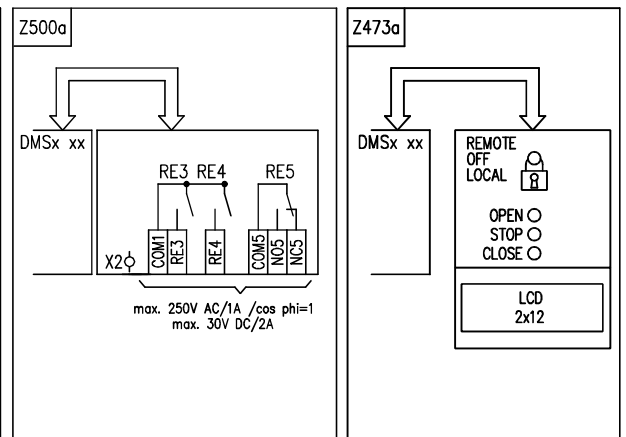 Z500a
DMSx xx
RE3 RE4 RE5
X2
COM1
RE3
RE4
COM5
NO5
NC5
max. 250V AC/1A /cos phi=1
max. 30V DC/2A
Z473a
DMSx xx
REMOTE
OFF
LOCAL
OPEN
STOP
CLOSE
LCD
2x12